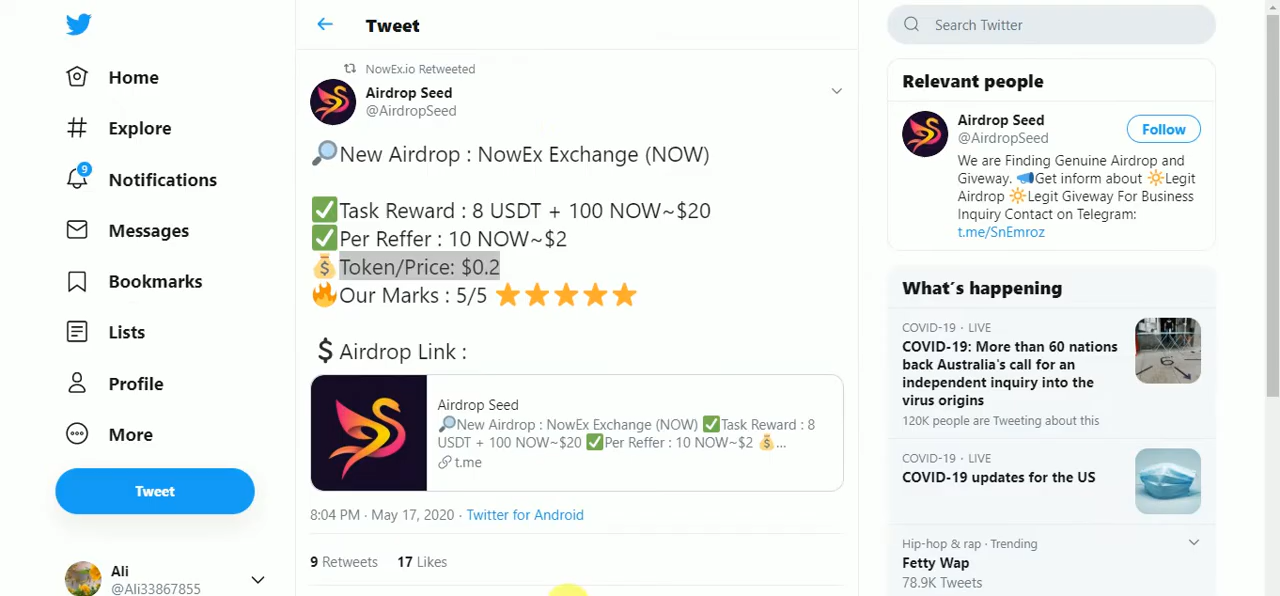 Home
Explore
9
Notifications
Messages
Bookmarks
Lists
Profile
More
Tweet
Ali
@Ali33867855
Tweet
NowEx.io Retweeted
Airdrop Seed
@AirdropSeed
🔎New Airdrop : NowEx Exchange (NOW)
✅Task Reward : 8 USDT + 100 NOW~$20
✅Per Reffer : 10 NOW~$2
💰Token/Price: $0.2
🔥Our Marks : 5/5 ⭐⭐⭐⭐⭐
💲Airdrop Link :
Airdrop Seed
🔎New Airdrop : NowEx Exchange (NOW) ✅Task Reward : 8
USDT + 100 NOW~$20 ✅Per Reffer : 10 NOW~$2 💰...
t.me
8:04 PM · May 17, 2020 · Twitter for Android
9 Retweets 17 Likes
Search Twitter
Relevant people
Airdrop Seed
@AirdropSeed
Follow
We are Finding Genuine Airdrop and
Giveway. 📢Get inform about 🔆Legit
Airdrop 🔆Legit Giveway For Business
Inquiry Contact on Telegram:
t.me/SnEmroz
What´s happening
COVID-19 · LIVE
COVID-19: More than 60 nations
back Australia's call for an
independent inquiry into the
virus origins
120K people are Tweeting about this
COVID-19 · LIVE
COVID-19 updates for the US
Hip-hop & rap · Trending
Fetty Wap
78.9K Tweets